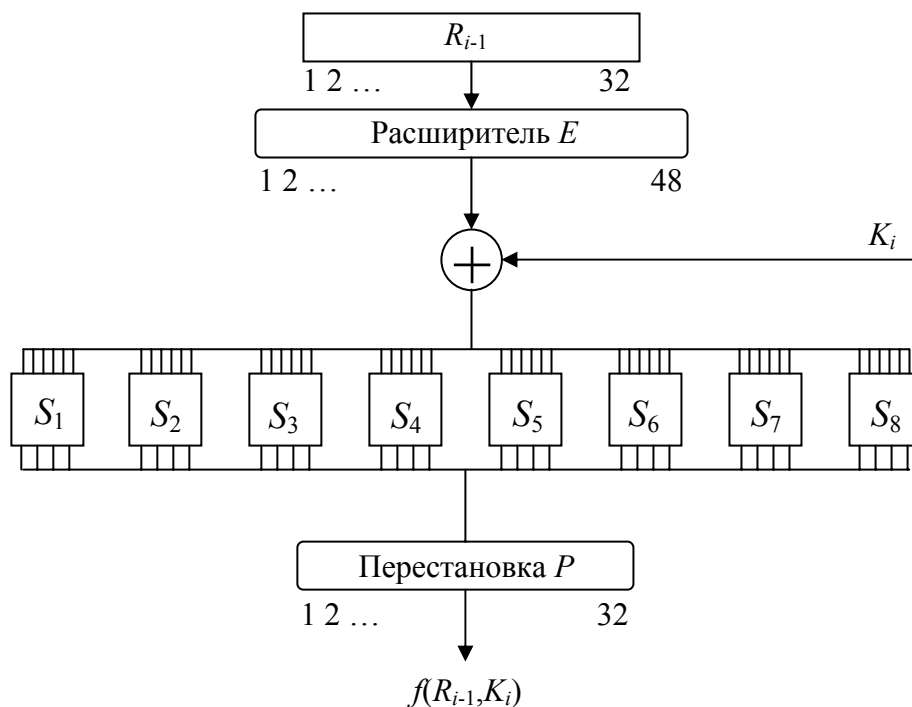 R_{i-1}
1 2 … 32
Расширитель E
1 2 … 48
K_i
S_1 S_2 S_3 S_4 S_5 S_6 S_7 S_8
Перестановка P
1 2 … 32
f(R_{i-1},K_i)